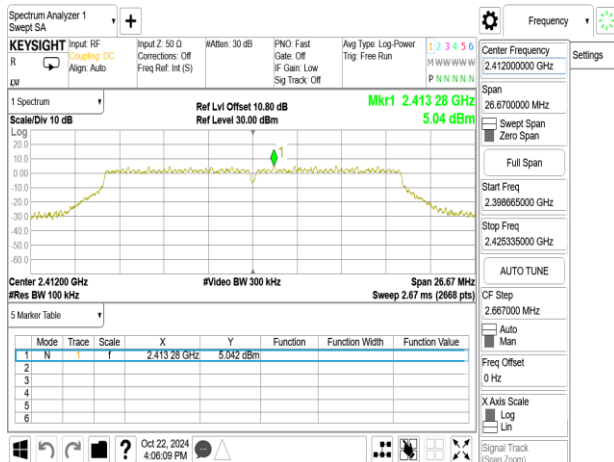 Spectrum Analyzer 1
Swept SA
Frequency
KEYSIGHT
R
LXI
Input: RF
Coupling: DC
Align: Auto
Input Z: 50 Ω
Corrections: Off
Freq Ref: Int (S)
#Atten: 30 dB
PNO: Fast
Gate: Off
IF Gain: Low
Sig Track: Off
Avg Type: Log-Power
Trig: Free Run
1 2 3 4 5 6
M W W W W W
P N N N N N
1 Spectrum
Scale/Div 10 dB
Ref Lvl Offset 10.80 dB
Ref Level 30.00 dBm
Mkr1 2.413 28 GHz
5.04 dBm
Log
20.0
10.0
0.00
-10.0
-20.0
-30.0
-40.0
-50.0
-60.0
1
Center 2.41200 GHz
#Res BW 100 kHz
#Video BW 300 kHz
Span 26.67 MHz
Sweep 2.67 ms (2668 pts)
5 Marker Table
Mode Trace Scale X Y Function Function Width Function Value
1 N 1 f 2.413 28 GHz 5.042 dBm
2
3
4
5
6
Oct 22, 2024
4:06:09 PM
Center Frequency
2.412000000 GHz
Settings
Span
26.6700000 MHz
Swept Span
Zero Span
Full Span
Start Freq
2.398665000 GHz
Stop Freq
2.425335000 GHz
AUTO TUNE
CF Step
2.667000 MHz
Auto
Man
Freq Offset
0 Hz
X Axis Scale
Log
Lin
Signal Track
(Span Zoom)